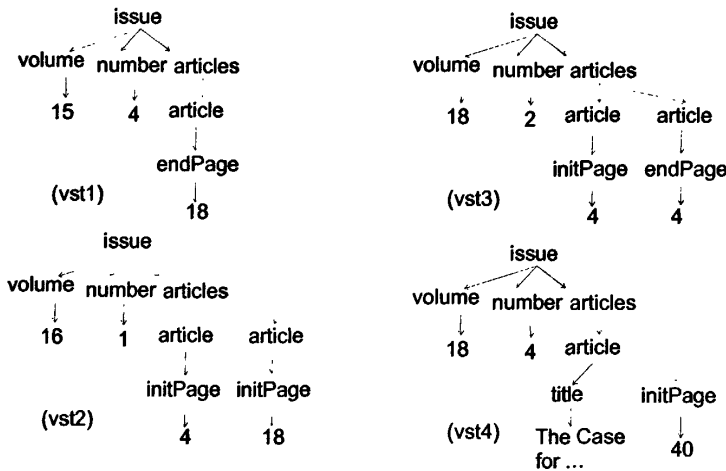 issue
volume number articles
15 4 article
endPage
(vst1)
18
issue
volume number articles
16 1 article article
initPage initPage
(vst2)
4 18
issue
volume number articles
18 2 article article
initPage endPage
(vst3)
4 4
issue
volume number articles
18 4 article
title initPage
(vst4)
The Case 40
for ...